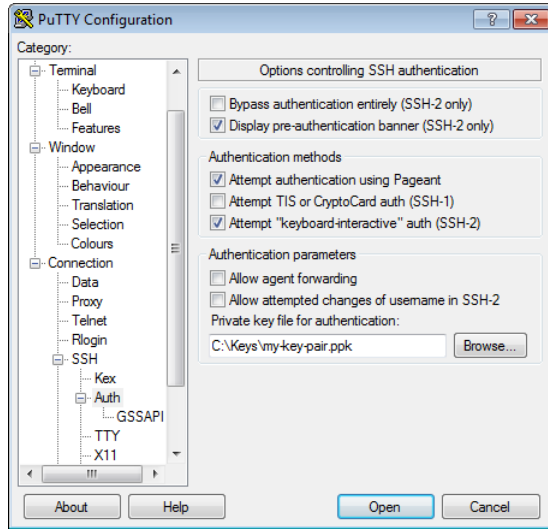 PuTTY Configuration
Category:
Terminal
Keyboard
Bell
Features
Window
Appearance
Behaviour
Translation
Selection
Colours
Connection
Data
Proxy
Telnet
Rlogin
SSH
Kex
Auth
GSSAPI
TTY
X11
Options controlling SSH authentication
Bypass authentication entirely (SSH-2 only)
Display pre-authentication banner (SSH-2 only)
Authentication methods
Attempt authentication using Pageant
Attempt TIS or CryptoCard auth (SSH-1)
Attempt "keyboard-interactive" auth (SSH-2)
Authentication parameters
Allow agent forwarding
Allow attempted changes of username in SSH-2
Private key file for authentication:
C:\Keys\my-key-pair.ppk Browse...
About Help Open Cancel